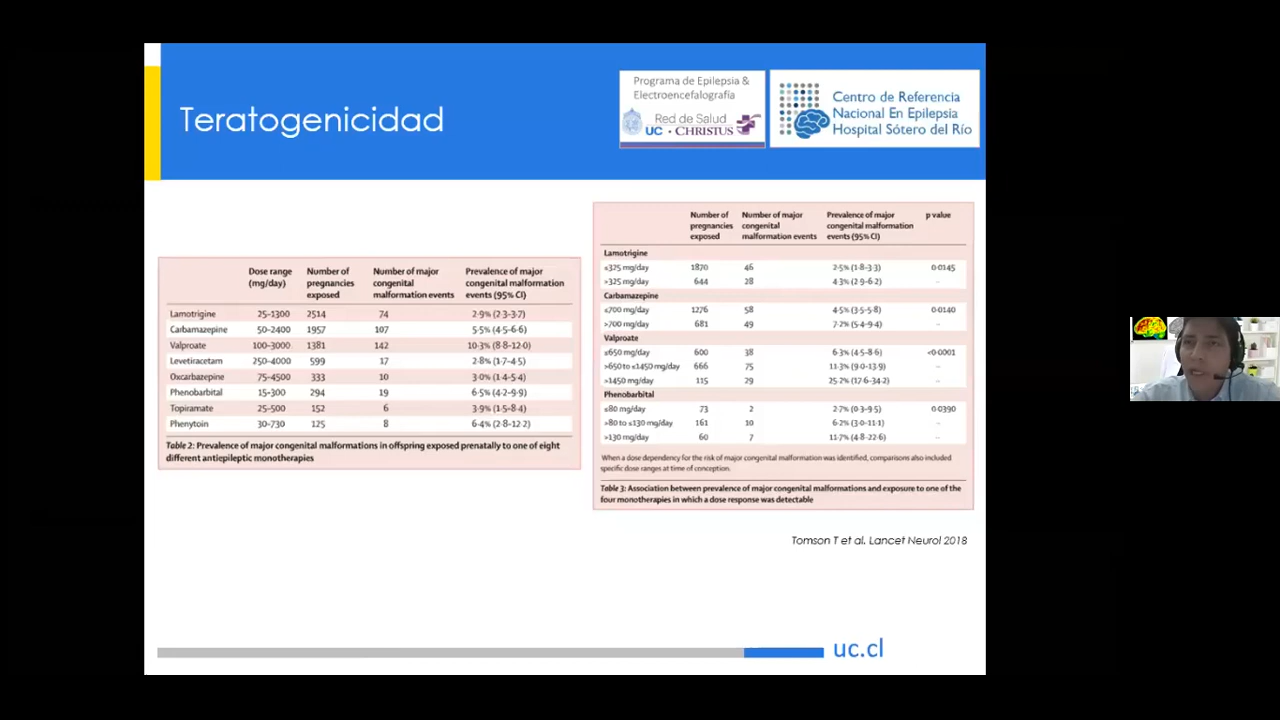 Teratogenicidad
Programa de Epilepsia &
Electroencefalografía
Red de Salud
UC • CHRISTUS
Centro de Referencia
Nacional En Epilepsia
Hospital Sótero del Río
Dose range (mg/day) Number of pregnancies exposed Number of major congenital malformation events Prevalence of major congenital malformation events (95% CI)
Lamotrigine 25–1300 2514 74 2·9% (2·3–3·7)
Carbamazepine 50–2400 1957 107 5·5% (4·5–6·6)
Valproate 100–3000 1381 142 10·3% (8·8–12·0)
Levetiracetam 250–4000 599 17 2·8% (1·7–4·5)
Oxcarbazepine 75–4500 333 10 3·0% (1·4–5·4)
Phenobarbital 15–300 294 19 6·5% (4·2–9·9)
Topiramate 25–500 152 6 3·9% (1·5–8·4)
Phenytoin 30–730 125 8 6·4% (2·8–12·2)
Table 2: Prevalence of major congenital malformations in offspring exposed prenatally to one of eight
different antiepileptic monotherapies
Number of pregnancies exposed Number of major congenital malformation events Prevalence of major congenital malformation events (95% CI) p value
Lamotrigine
≤325 mg/day 1870 46 2·5% (1·8–3·3) 0·0145
>325 mg/day 644 28 4·3% (2·9–6·2) ··
Carbamazepine
≤700 mg/day 1276 58 4·5% (3·5–5·8) 0·0140
>700 mg/day 681 49 7·2% (5·4–9·4) ··
Valproate
≤650 mg/day 600 38 6·3% (4·5–8·6) <0·0001
>650 to ≤1450 mg/day 666 75 11·3% (9·0–13·9) ··
>1450 mg/day 115 29 25·2% (17·6–34·2) ··
Phenobarbital
≤80 mg/day 73 2 2·7% (0·3–9·5) 0·0390
>80 to ≤130 mg/day 161 10 6·2% (3·0–11·1) ··
>130 mg/day 60 7 11·7% (4·8–22·6) ··
When a dose dependency for the risk of major congenital malformation was identified, comparisons also included
specific dose ranges at time of conception.
Table 3: Association between prevalence of major congenital malformations and exposure to one of the
four monotherapies in which a dose response was detectable
Tomson T et al. Lancet Neurol 2018
uc.cl